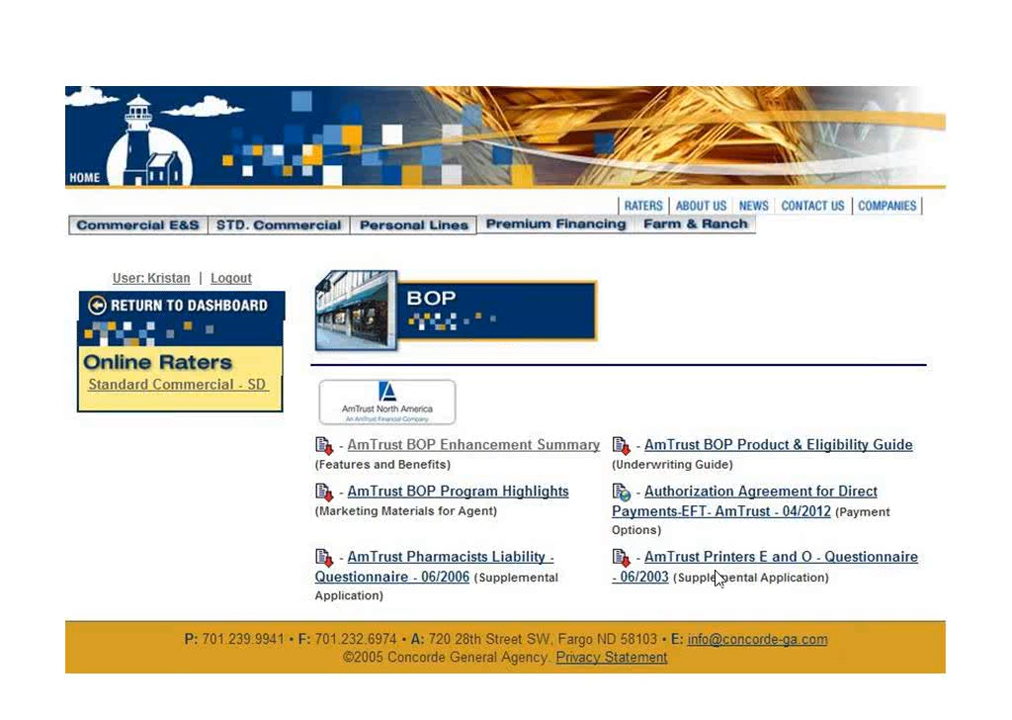 HOME
RATERS | ABOUT US NEWS CONTACT US COMPANIES
Commercial E&S STD. Commercial Personal Lines Premium Financing Farm & Ranch
User: Kristan | Logout
RETURN TO DASHBOARD
Online Raters
Standard Commercial - SD
BOP
AmTrust North America
An AmTrust Financial Company
- AmTrust BOP Enhancement Summary
(Features and Benefits)
- AmTrust BOP Product & Eligibility Guide
(Underwriting Guide)
- AmTrust BOP Program Highlights
(Marketing Materials for Agent)
- Authorization Agreement for Direct
Payments-EFT- AmTrust - 04/2012 (Payment
Options)
- AmTrust Pharmacists Liability -
Questionnaire - 06/2006 (Supplemental
Application)
- AmTrust Printers E and O - Questionnaire
- 06/2003 (Supplemental Application)
P: 701.239.9941 • F: 701.232.6974 • A: 720 28th Street SW, Fargo ND 58103 • E: info@concorde-ga.com
©2005 Concorde General Agency. Privacy Statement